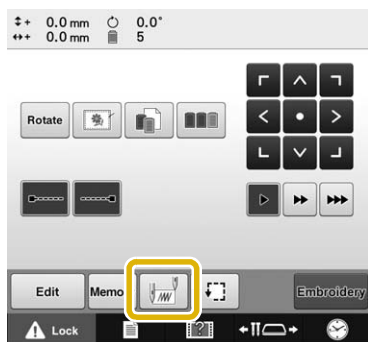 + 0.0 mm 0.0°
+ 0.0 mm 5
Rotate
Edit Memo Embroidery
Lock ?